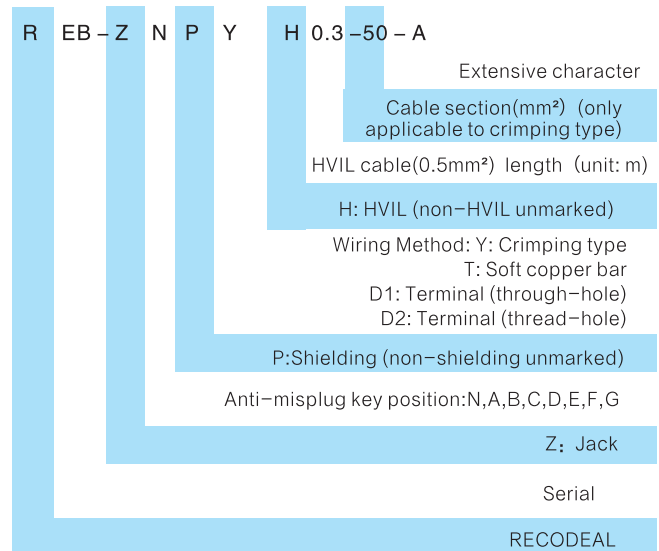 R EB-Z N P Y H 0.3-50-A
Extensive character
Cable section(mm²) (only
applicable to crimping type)
HVIL cable(0.5mm²) length (unit: m)
H: HVIL (non-HVIL unmarked)
Wiring Method: Y: Crimping type
T: Soft copper bar
D1: Terminal (through-hole)
D2: Terminal (thread-hole)
P:Shielding (non-shielding unmarked)
Anti-misplug key position:N,A,B,C,D,E,F,G
Z: Jack
Serial
RECODEAL